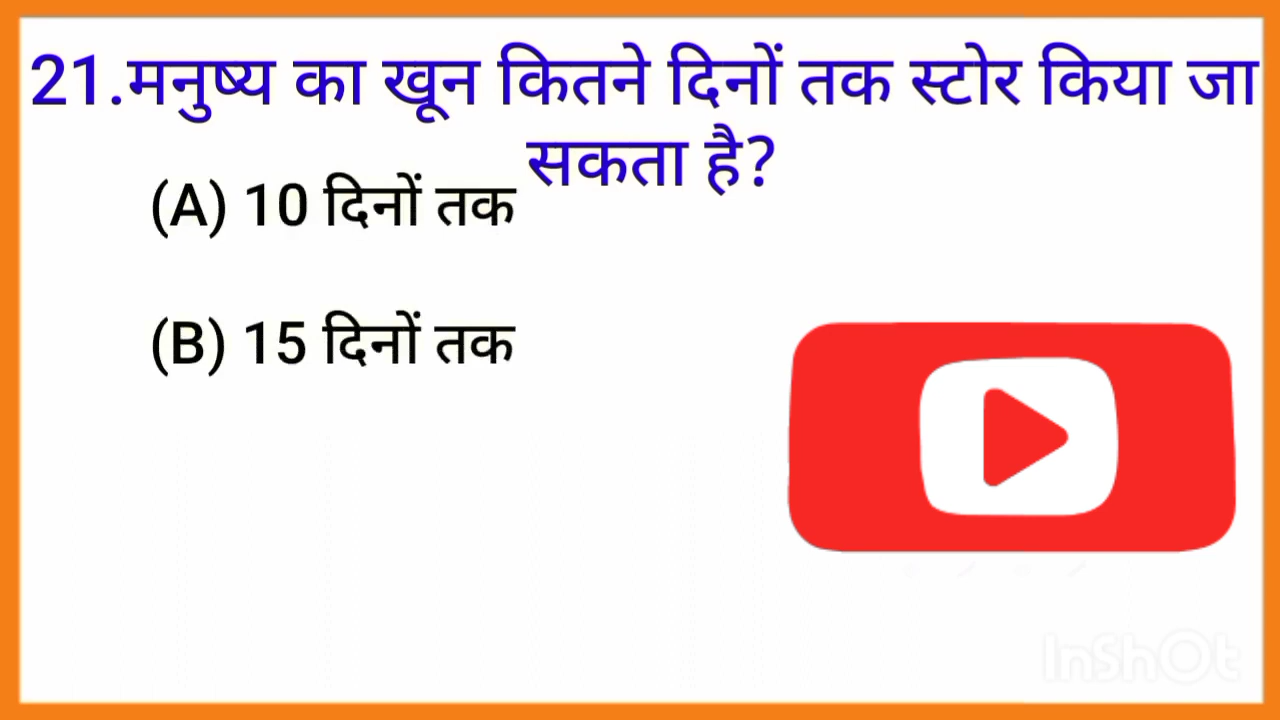 21.मनुष्य का खून कितने दिनों तक स्टोर किया जा
सकता है?
(A) 10 दिनों तक
(B) 15 दिनों तक
InShOt